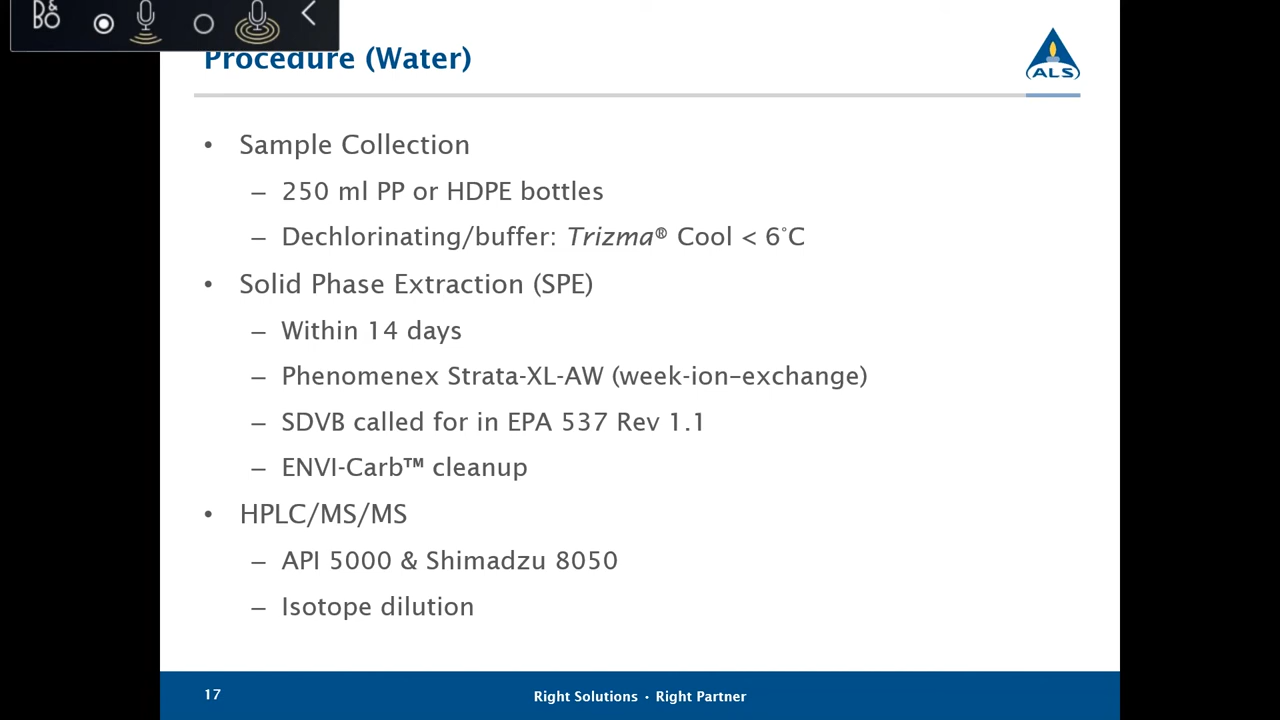 B&O
Procedure (Water)
ALS
• Sample Collection
– 250 ml PP or HDPE bottles
– Dechlorinating/buffer: Trizma® Cool < 6°C
• Solid Phase Extraction (SPE)
– Within 14 days
– Phenomenex Strata-XL-AW (week-ion–exchange)
– SDVB called for in EPA 537 Rev 1.1
– ENVI-Carb™ cleanup
• HPLC/MS/MS
– API 5000 & Shimadzu 8050
– Isotope dilution
17
Right Solutions · Right Partner